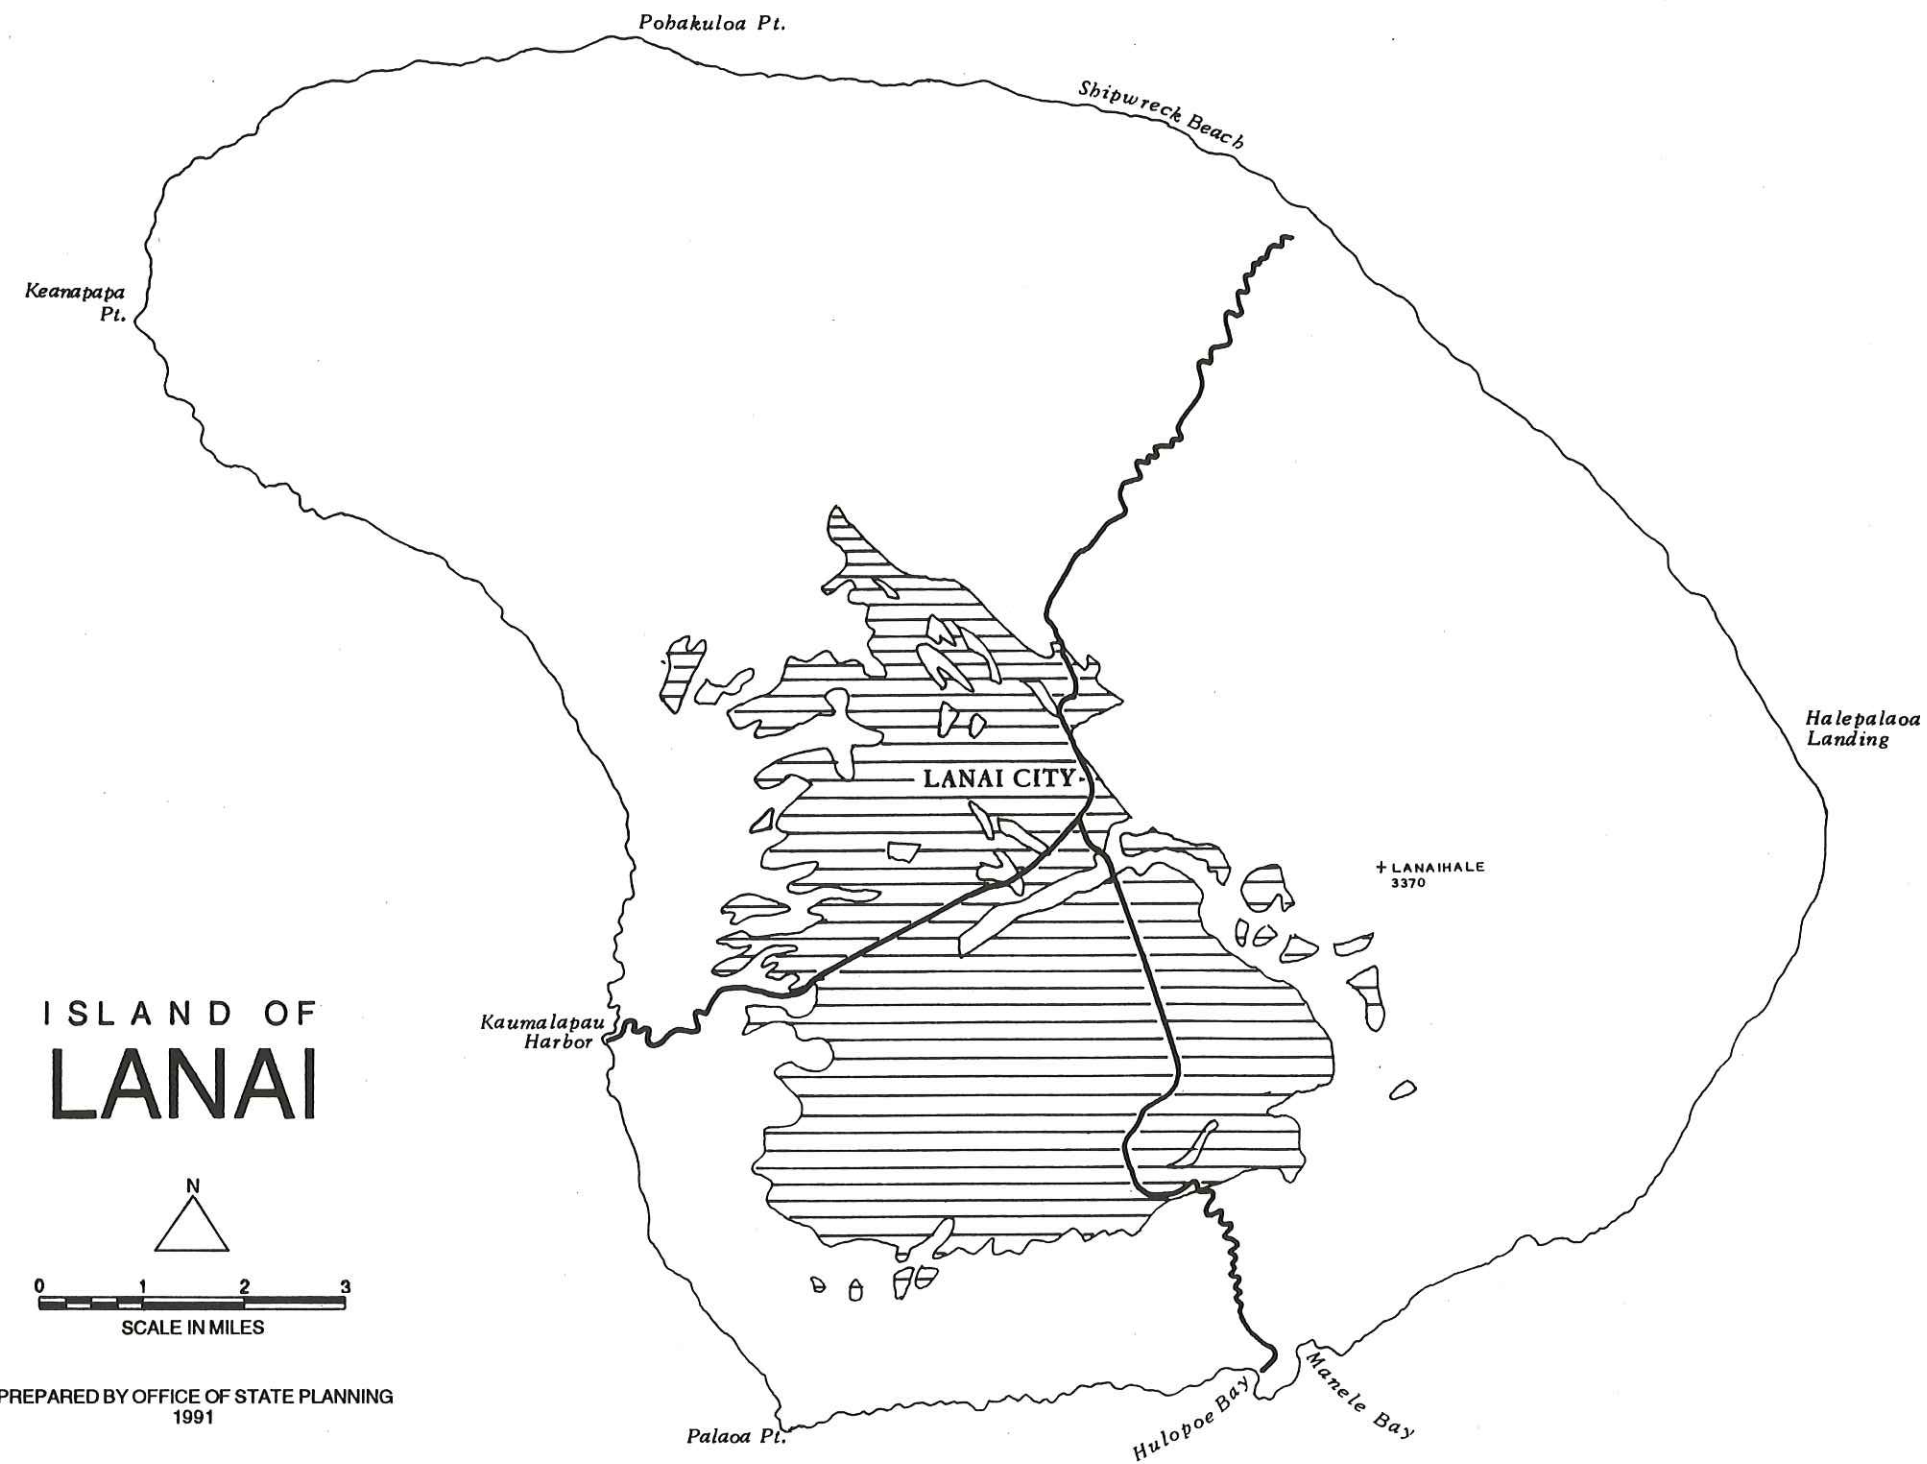 Pohakuloa Pt.
Shipwreck Beach
Keanapapa
Pt.
Halepalaoa
Landing
LANAI CITY
+ LANAIHALE
3370
Kaumalapau
Harbor
ISLAND OF
LANAI
N
0 1 2 3
SCALE IN MILES
PREPARED BY OFFICE OF STATE PLANNING
1991
Palaoa Pt.
Hulopoe Bay
Manele Bay